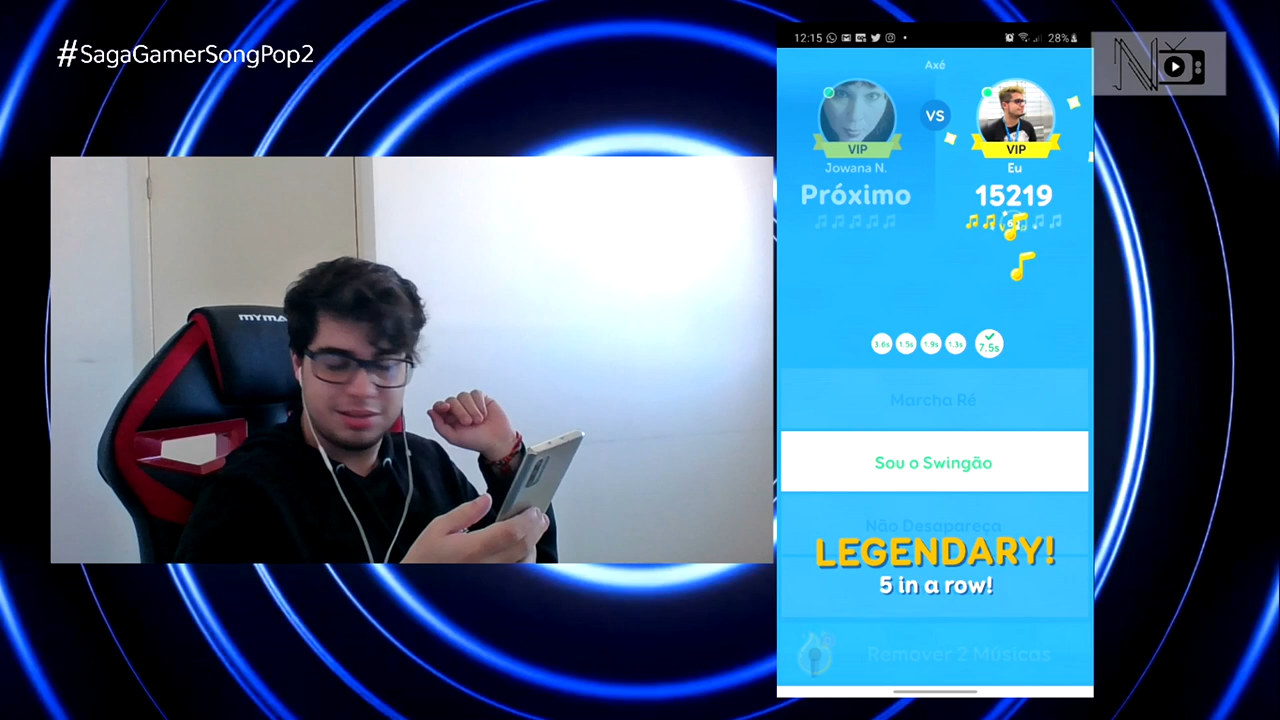 #SagaGamerSongPop2
12:15
28%
Axé
VS
VIP
VIP
Jowana N.
Eu
Próximo
15219
3.6s
1.5s
1.9s
1.3s
7.5s
Marcha Ré
Sou o Swingão
Não Desapareça
LEGENDARY!
5 in a row!
Remover 2 Músicas